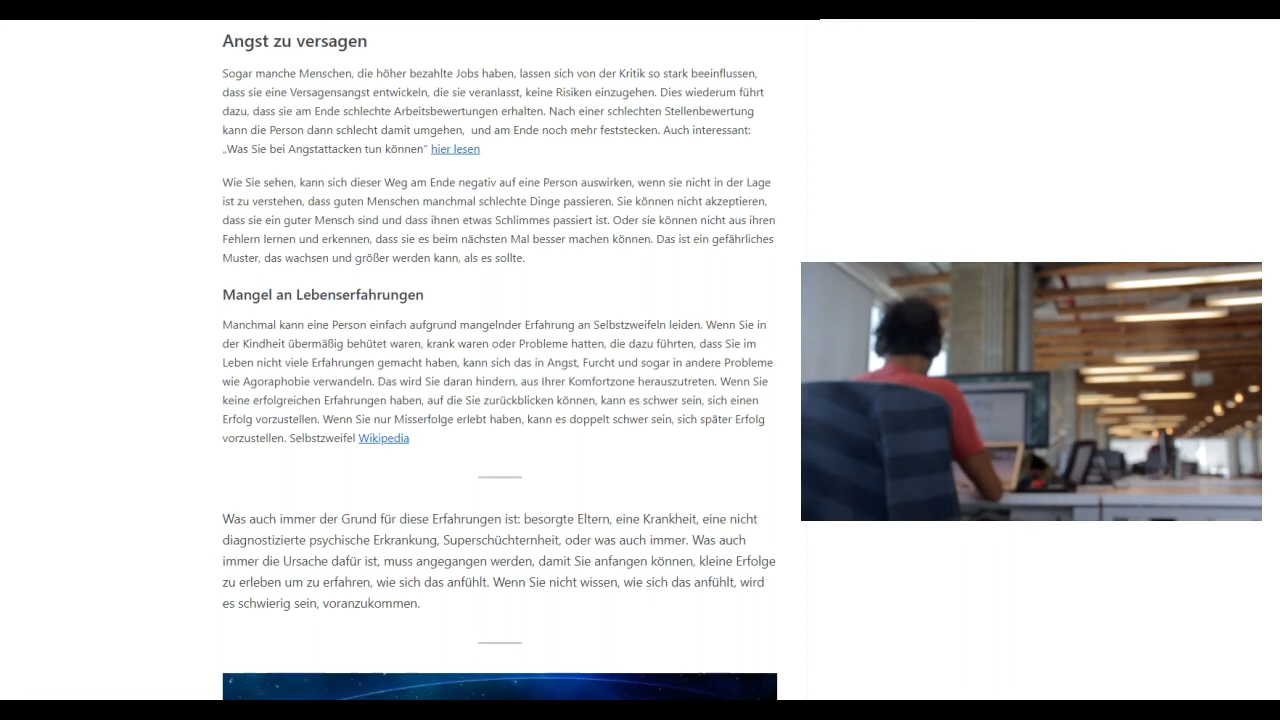 Angst zu versagen
Sogar manche Menschen, die höher bezahlte Jobs haben, lassen sich von der Kritik so stark beeinflussen,
dass sie eine Versagensangst entwickeln, die sie veranlasst, keine Risiken einzugehen. Dies wiederum führt
dazu, dass sie am Ende schlechte Arbeitsbewertungen erhalten. Nach einer schlechten Stellenbewertung
kann die Person dann schlecht damit umgehen,  und am Ende noch mehr feststecken. Auch interessant:
„Was Sie bei Angstattacken tun können“ hier lesen
Wie Sie sehen, kann sich dieser Weg am Ende negativ auf eine Person auswirken, wenn sie nicht in der Lage
ist zu verstehen, dass guten Menschen manchmal schlechte Dinge passieren. Sie können nicht akzeptieren,
dass sie ein guter Mensch sind und dass ihnen etwas Schlimmes passiert ist. Oder sie können nicht aus ihren
Fehlern lernen und erkennen, dass sie es beim nächsten Mal besser machen können. Das ist ein gefährliches
Muster, das wachsen und größer werden kann, als es sollte.
Mangel an Lebenserfahrungen
Manchmal kann eine Person einfach aufgrund mangelnder Erfahrung an Selbstzweifeln leiden. Wenn Sie in
der Kindheit übermäßig behütet waren, krank waren oder Probleme hatten, die dazu führten, dass Sie im
Leben nicht viele Erfahrungen gemacht haben, kann sich das in Angst, Furcht und sogar in andere Probleme
wie Agoraphobie verwandeln. Das wird Sie daran hindern, aus Ihrer Komfortzone herauszutreten. Wenn Sie
keine erfolgreichen Erfahrungen haben, auf die Sie zurückblicken können, kann es schwer sein, sich einen
Erfolg vorzustellen. Wenn Sie nur Misserfolge erlebt haben, kann es doppelt schwer sein, sich später Erfolg
vorzustellen. Selbstzweifel Wikipedia
Was auch immer der Grund für diese Erfahrungen ist: besorgte Eltern, eine Krankheit, eine nicht
diagnostizierte psychische Erkrankung, Superschüchternheit, oder was auch immer. Was auch
immer die Ursache dafür ist, muss angegangen werden, damit Sie anfangen können, kleine Erfolge
zu erleben um zu erfahren, wie sich das anfühlt. Wenn Sie nicht wissen, wie sich das anfühlt, wird
es schwierig sein, voranzukommen.